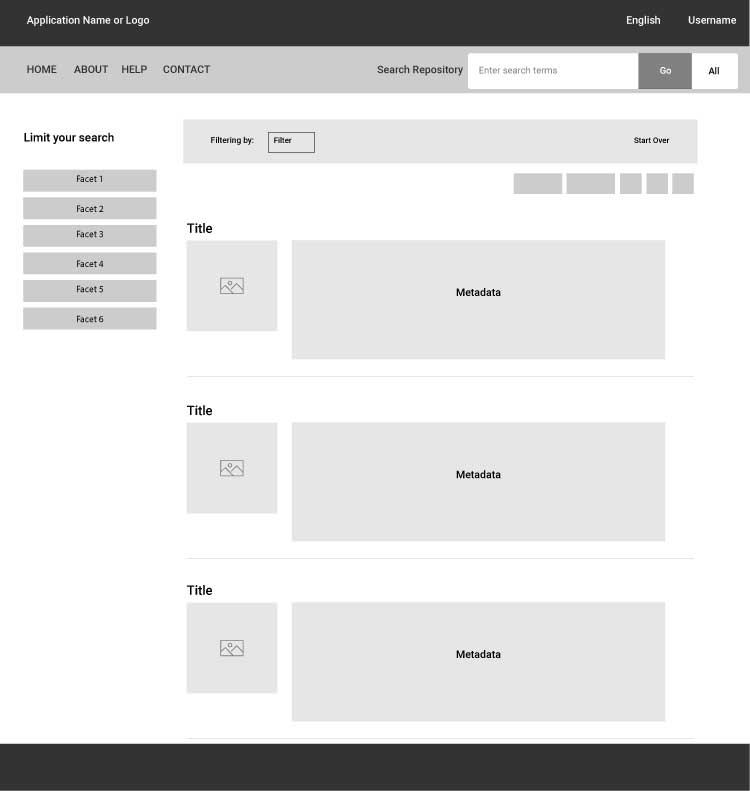 Application Name or Logo English Username
HOME ABOUT HELP CONTACT Search Repository Enter search terms Go All
Limit your search
Filtering by: Filter Start Over
Facet 1
Facet 2
Facet 3
Facet 4
Facet 5
Facet 6
Title
Metadata
Title
Metadata
Title
Metadata